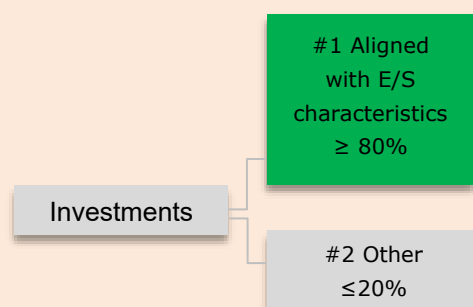 #1 Aligned
with E/S
characteristics
≥ 80%
Investments
#2 Other
≤20%